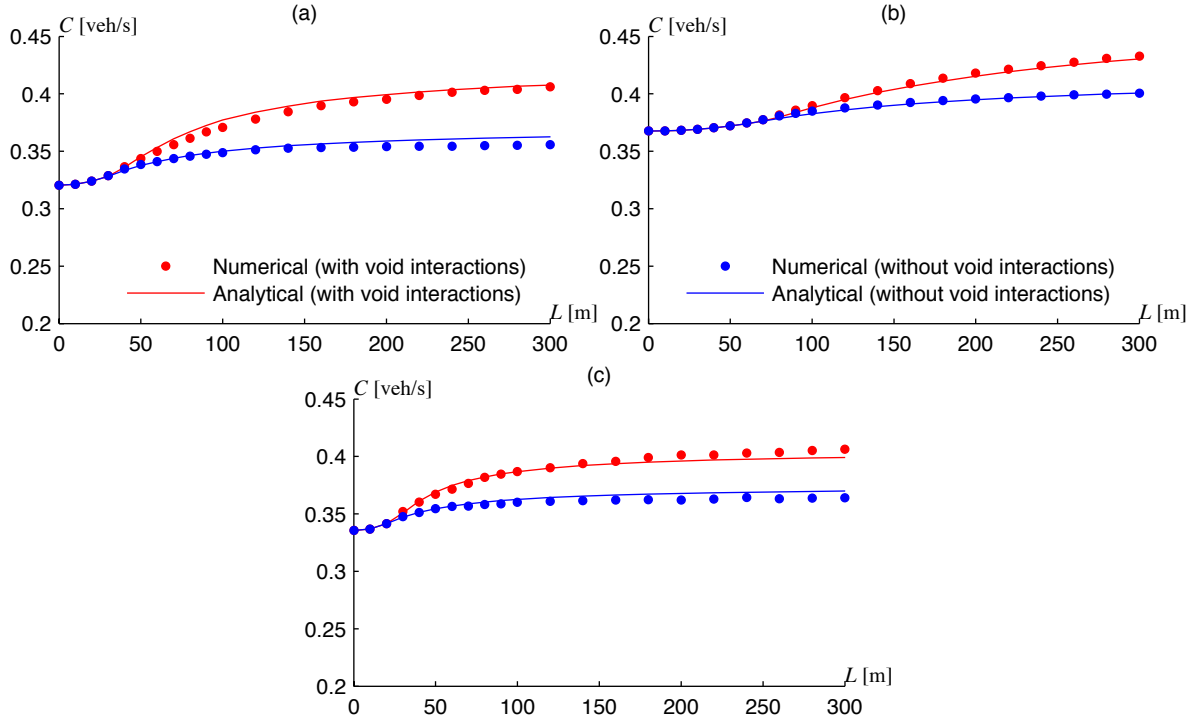 (a)
C [veh/s]
0.45
0.4
0.35
0.3
0.25
0.2
Numerical (with void interactions)
Analytical (with void interactions)
L [m]
0 50 100 150 200 250 300
(b)
C [veh/s]
0.45
0.4
0.35
0.3
0.25
0.2
Numerical (without void interactions)
Analytical (without void interactions)
L [m]
0 50 100 150 200 250 300
(c)
C [veh/s]
0.45
0.4
0.35
0.3
0.25
0.2
L [m]
0 50 100 150 200 250 300